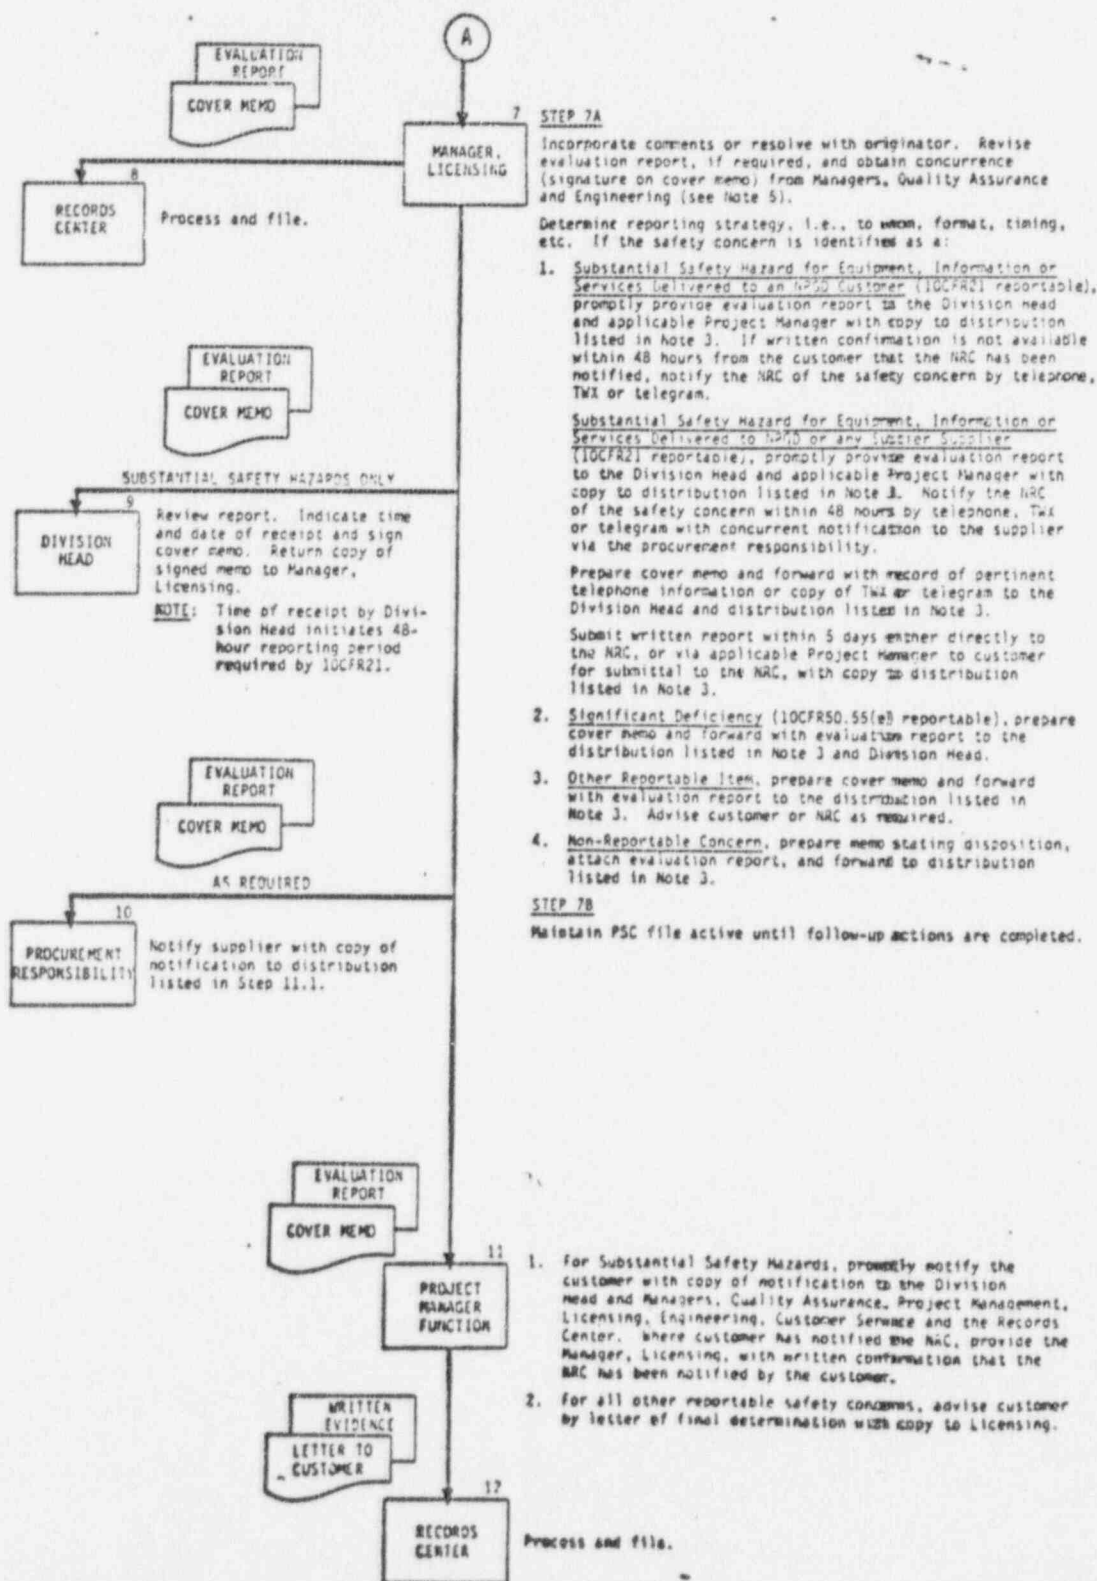 A
EVALUATION
REPORT
COVER MEMO
7
MANAGER,
LICENSING
STEP 7A
Incorporate comments or resolve with originator. Revise
evaluation report, if required, and obtain concurrence
(signature on cover memo) from Managers, Quality Assurance
and Engineering (see Note 5).
Determine reporting strategy, i.e., to whom, format, timing,
etc. If the safety concern is identified as a:
1. Substantial Safety Hazard for Equipment, Information or
Services Delivered to an NPGD Customer (10CFR21 reportable),
promptly provide evaluation report to the Division Head
and applicable Project Manager with copy to distribution
listed in Note 3. If written confirmation is not available
within 48 hours from the customer that the NRC has been
notified, notify the NRC of the safety concern by telephone,
TWX or telegram.
Substantial Safety Hazard for Equipment, Information or
Services Delivered to NPGD or any Subtier Supplier
(10CFR21 reportable), promptly provide evaluation report
to the Division Head and applicable Project Manager with
copy to distribution listed in Note 3. Notify the NRC
of the safety concern within 48 hours by telephone, TWX
or telegram with concurrent notification to the supplier
via the procurement responsibility.
Prepare cover memo and forward with record of pertinent
telephone information or copy of TWX or telegram to the
Division Head and distribution listed in Note 3.
Submit written report within 5 days either directly to
the NRC, or via applicable Project Manager to customer
for submittal to the NRC, with copy to distribution
listed in Note 3.
2. Significant Deficiency (10CFR50.55(e) reportable), prepare
cover memo and forward with evaluation report to the
distribution listed in Note 3 and Division Head.
3. Other Reportable Item, prepare cover memo and forward
with evaluation report to the distribution listed in
Note 3. Advise customer or NRC as required.
4. Non-Reportable Concern, prepare memo stating disposition,
attach evaluation report, and forward to distribution
listed in Note 3.
STEP 7B
Maintain PSC file active until follow-up actions are completed.
8
RECORDS
CENTER
Process and file.
EVALUATION
REPORT
COVER MEMO
SUBSTANTIAL SAFETY HAZARDS ONLY
9
DIVISION
HEAD
Review report. Indicate time
and date of receipt and sign
cover memo. Return copy of
signed memo to Manager,
Licensing.
NOTE: Time of receipt by Divi-
sion Head initiates 48-
hour reporting period
required by 10CFR21.
EVALUATION
REPORT
COVER MEMO
AS REQUIRED
10
PROCUREMENT
RESPONSIBILITY
Notify supplier with copy of
notification to distribution
listed in Step 11.1.
EVALUATION
REPORT
COVER MEMO
11
PROJECT
MANAGER
FUNCTION
1. For Substantial Safety Hazards, promptly notify the
customer with copy of notification to the Division
Head and Managers, Quality Assurance, Project Management,
Licensing, Engineering, Customer Service and the Records
Center. Where customer has notified the NRC, provide the
Manager, Licensing, with written confirmation that the
NRC has been notified by the customer.
2. For all other reportable safety concerns, advise customer
by letter of final determination with copy to Licensing.
WRITTEN
EVIDENCE
LETTER TO
CUSTOMER
12
RECORDS
CENTER
Process and file.